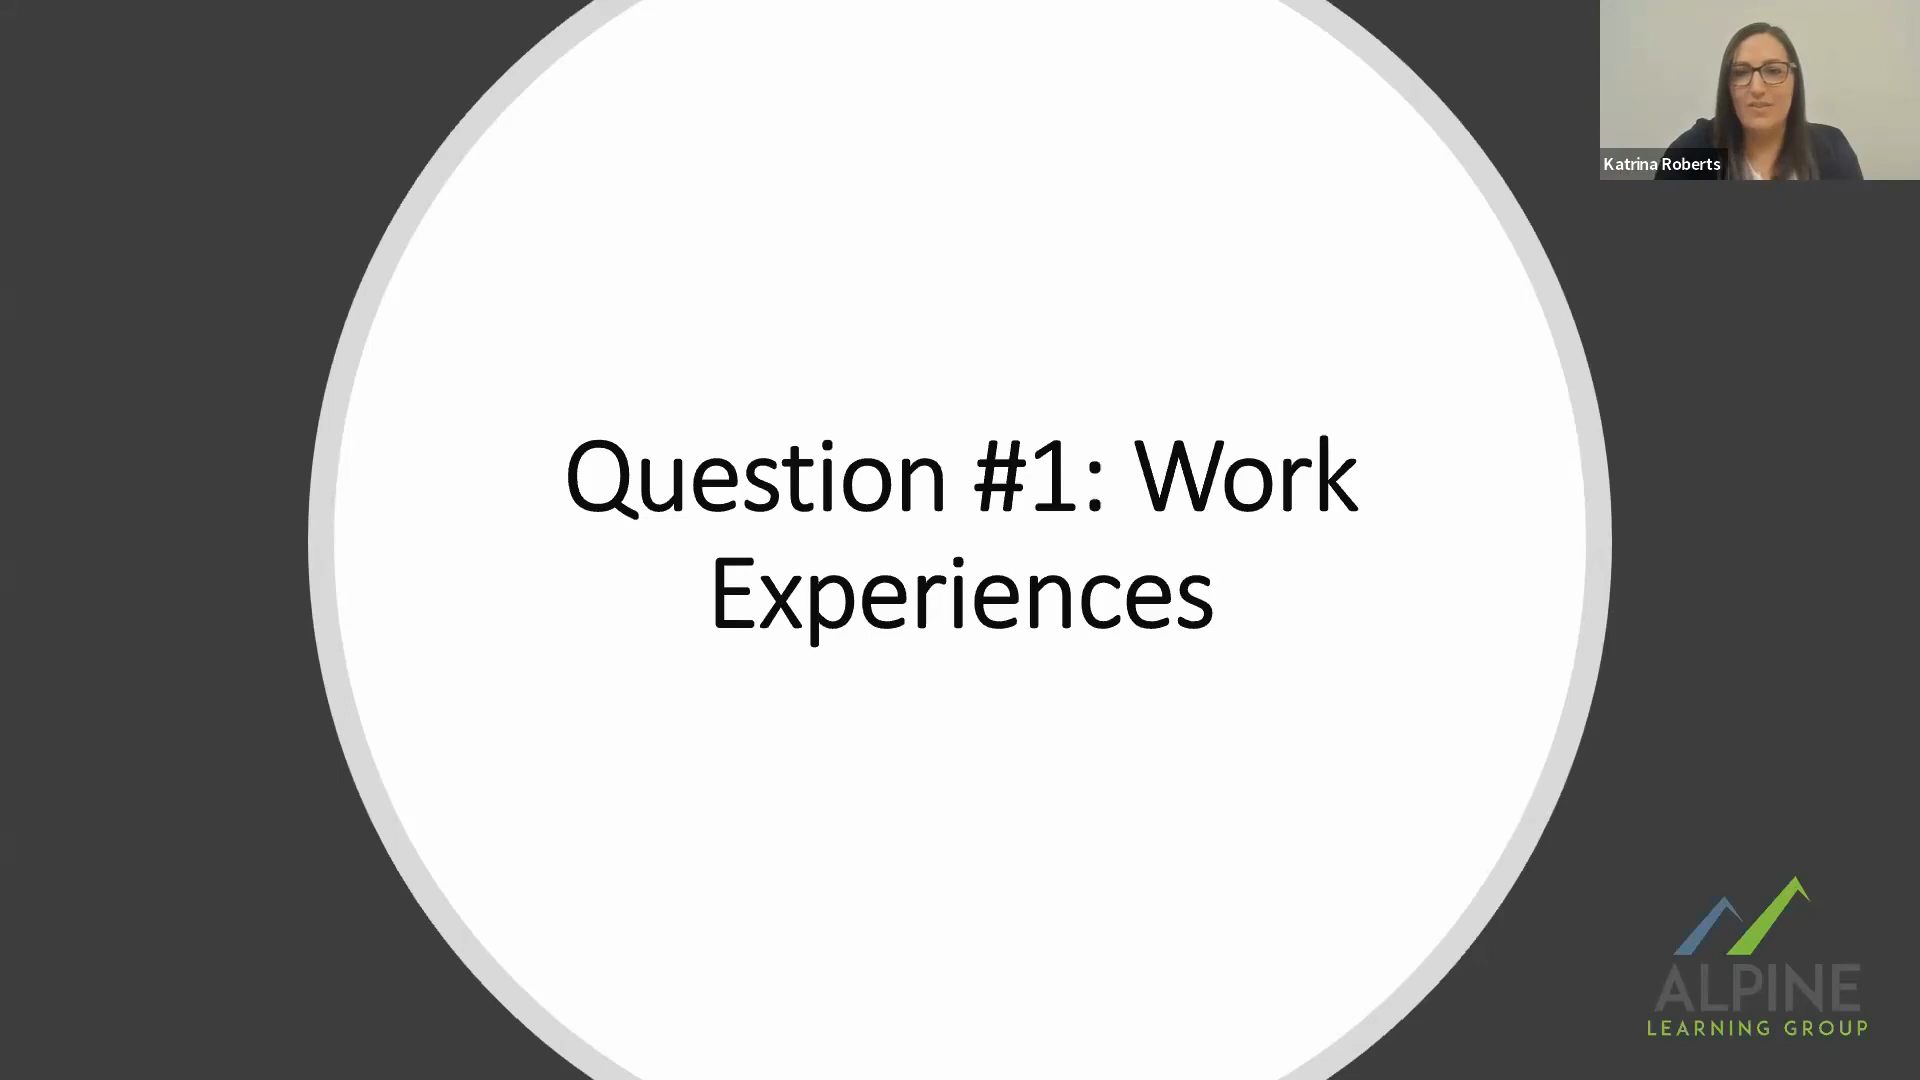 Katrina Roberts
Question #1: Work
Experiences
ALPINE
LEARNING GROUP